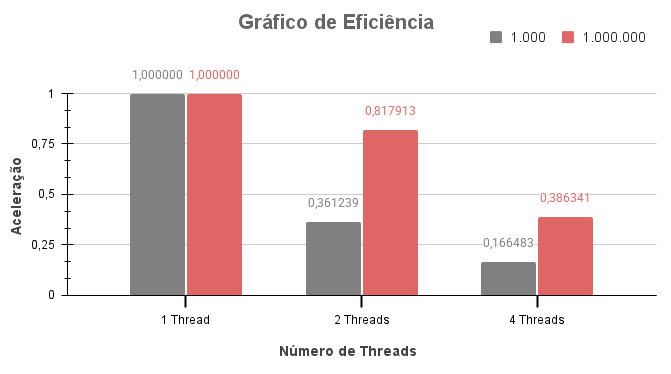 Gráfico de Eficiência
1.000 1.000.000
1,000000 1,000000
1
0,817913
0,75
Aceleração
0,5
0,361239
0,386341
0,25
0,166483
0
1 Thread 2 Threads 4 Threads
Número de Threads